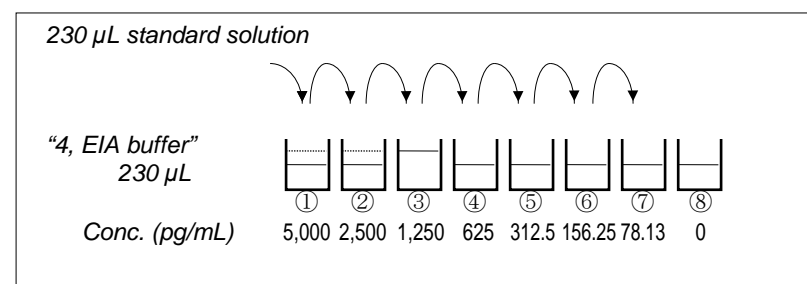 230 µL standard solution
“4, EIA buffer”
230 µL
① ② ③ ④ ⑤ ⑥ ⑦ ⑧
Conc. (pg/mL) 5,000 2,500 1,250 625 312.5 156.25 78.13 0